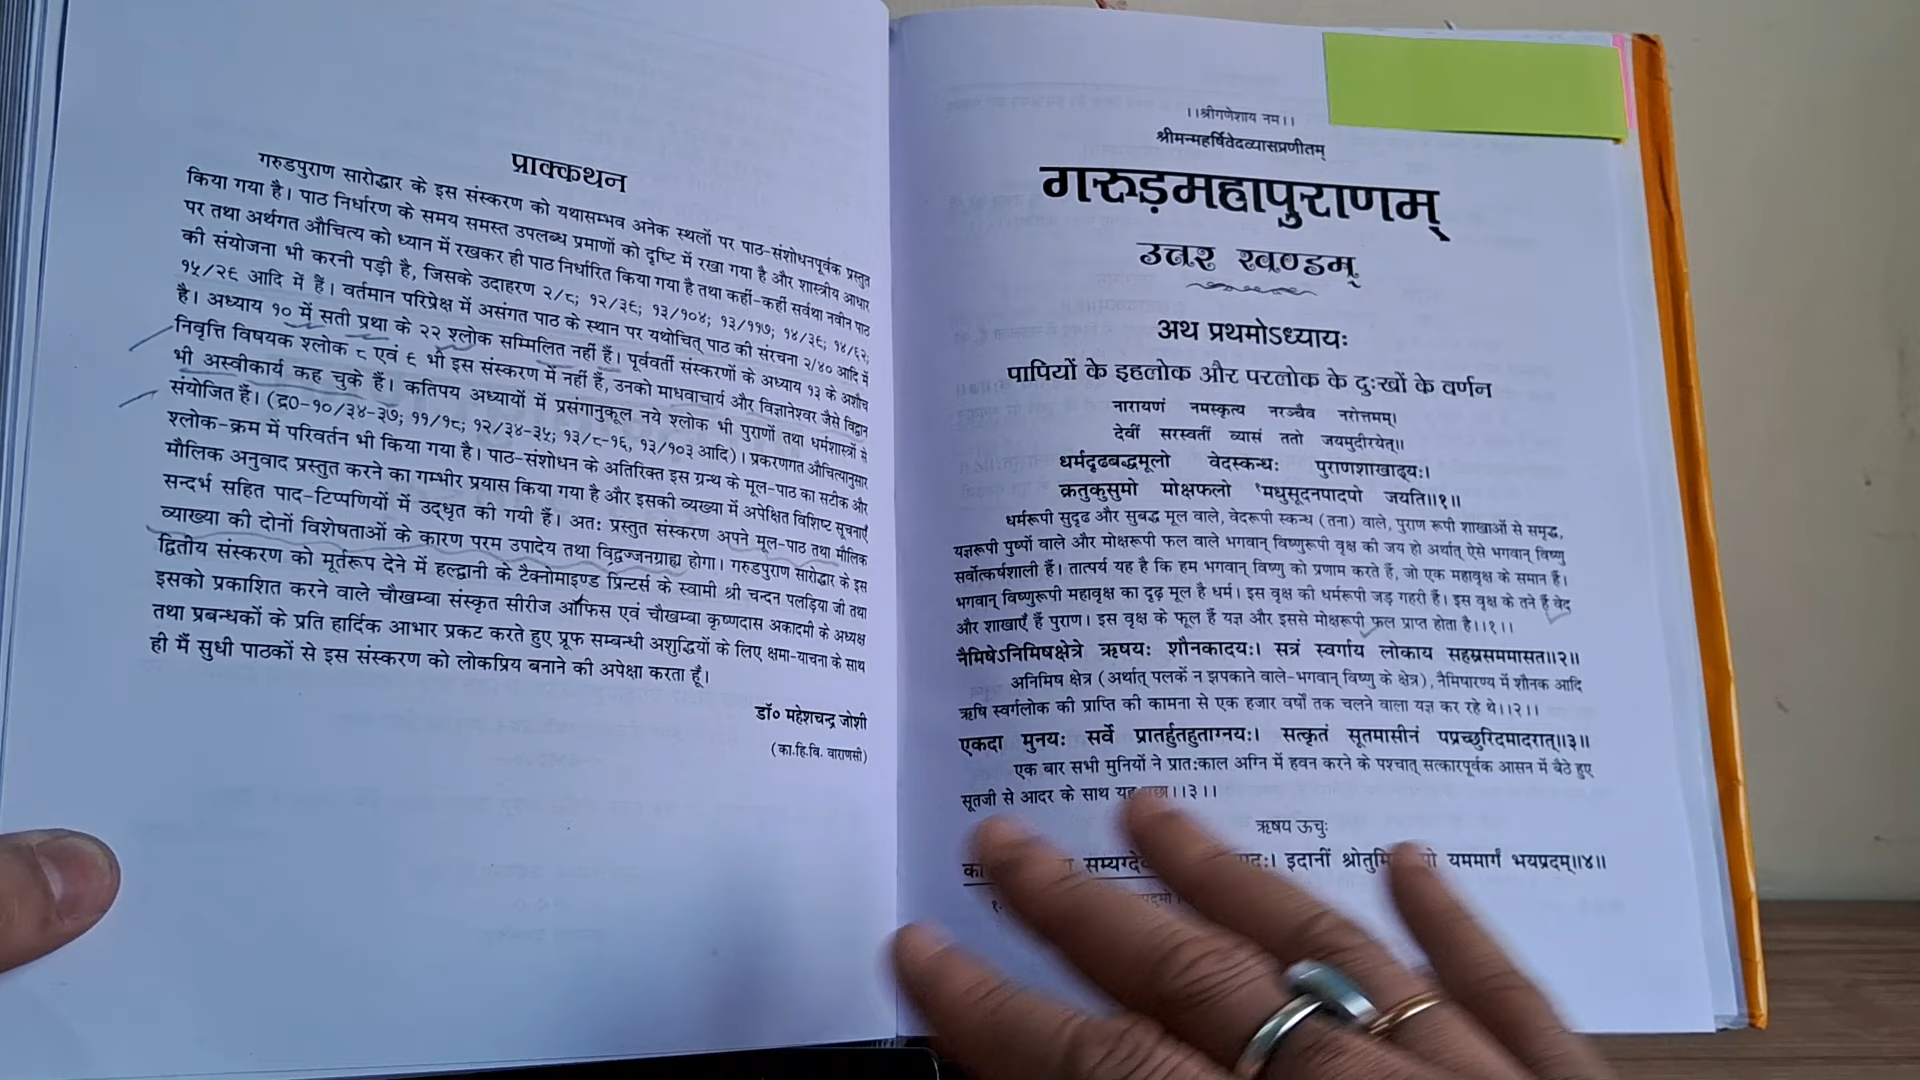 प्राक्कथन
गरुडपुराण सारोद्धार के इस संस्करण को यथासम्भव अनेक स्थलों पर पाठ-संशोधनपूर्वक प्रस्तुत
किया गया है। पाठ निर्धारण के समय समस्त उपलब्ध प्रमाणों को दृष्टि में रखा गया है और शास्त्रीय आधार
पर तथा अर्थगत औचित्य को ध्यान में रखकर ही पाठ निर्धारित किया गया है तथा कहीं-कहीं सर्वथा नवीन पाठ
की संयोजना भी करनी पड़ी है, जिसके उदाहरण २/८; १२/३९; १३/१०४; १३/११७; १४/३९; १४/६२;
१५/२९ आदि में हैं। वर्तमान परिप्रेक्ष में असंगत पाठ के स्थान पर यथोचित् पाठ की संरचना २/४० आदि में
है। अध्याय १० में सती प्रथा के २२ श्लोक सम्मिलित नहीं हैं। पूर्ववर्ती संस्करणों के अध्याय १३ के अशौच
निवृत्ति विषयक श्लोक ८ एवं ९ भी इस संस्करण में नहीं हैं, उनको माधवाचार्य और विज्ञानेश्वर जैसे विद्वान
भी अस्वीकार्य कह चुके हैं। कतिपय अध्यायों में प्रसंगानुकूल नये श्लोक भी पुराणों तथा धर्मशास्त्रों से
संयोजित हैं। (द्र०-१०/३४-३७; ११/१८; १२/३४-३५; १३/८-१६, १३/१०३ आदि)। प्रकरणगत औचित्यानुसार
श्लोक-क्रम में परिवर्तन भी किया गया है। पाठ-संशोधन के अतिरिक्त इस ग्रन्थ के मूल-पाठ का सटीक और
मौलिक अनुवाद प्रस्तुत करने का गम्भीर प्रयास किया गया है और इसकी व्यख्या में अपेक्षित विशिष्ट सूचनाएँ
सन्दर्भ सहित पाद-टिप्पणियों में उद्धृत की गयी हैं। अतः प्रस्तुत संस्करण अपने मूल-पाठ तथा मौलिक
व्याख्या की दोनों विशेषताओं के कारण परम उपादेय तथा विद्वज्जनग्राह्य होगा। गरुडपुराण सारोद्धार के इस
द्वितीय संस्करण को मूर्तरूप देने में हल्द्वानी के टैक्नोमाइण्ड प्रिन्टर्स के स्वामी श्री चन्दन पलड़िया जी तथा
इसको प्रकाशित करने वाले चौखम्बा संस्कृत सीरीज ऑफिस एवं चौखम्बा कृष्णदास अकादमी के अध्यक्ष
तथा प्रबन्धकों के प्रति हार्दिक आभार प्रकट करते हुए प्रूफ सम्बन्धी अशुद्धियों के लिए क्षमा-याचना के साथ
ही मैं सुधी पाठकों से इस संस्करण को लोकप्रिय बनाने की अपेक्षा करता हूँ।
डॉ० महेशचन्द्र जोशी
(का.हि.वि. वाराणसी)
।।श्रीगणेशाय नम।।
श्रीमन्महर्षिवेदव्यासप्रणीतम्
गरुड़महापुराणम्
उत्तर खण्डम्
अथ प्रथमोऽध्यायः
पापियों के इहलोक और परलोक के दुःखों के वर्णन
नारायणं नमस्कृत्य नरञ्चैव नरोत्तमम्।
देवीं सरस्वतीं व्यासं ततो जयमुदीरयेत्॥
धर्मदृढबद्धमूलो वेदस्कन्धः पुराणशाखाढ्यः।
क्रतुकुसुमो मोक्षफलो १मधुसूदनपादपो जयति॥१॥
धर्मरूपी सुदृढ और सुबद्ध मूल वाले, वेदरूपी स्कन्ध (तना) वाले, पुराण रूपी शाखाओं से समृद्ध,
यज्ञरूपी पुष्पों वाले और मोक्षरूपी फल वाले भगवान् विष्णुरूपी वृक्ष की जय हो अर्थात् ऐसे भगवान् विष्णु
सर्वोत्कर्षशाली हैं। तात्पर्य यह है कि हम भगवान् विष्णु को प्रणाम करते हैं, जो एक महावृक्ष के समान हैं।
भगवान् विष्णुरूपी महावृक्ष का दृढ़ मूल है धर्म। इस वृक्ष की धर्मरूपी जड़ गहरी हैं। इस वृक्ष के तने हैं वेद
और शाखाएँ हैं पुराण। इस वृक्ष के फूल हैं यज्ञ और इससे मोक्षरूपी फल प्राप्त होता है।।१।।
नैमिषेऽनिमिषक्षेत्रे ऋषयः शौनकादयः। सत्रं स्वर्गाय लोकाय सहस्रसममासत॥२॥
अनिमिष क्षेत्र (अर्थात् पलकें न झपकाने वाले-भगवान् विष्णु के क्षेत्र), नैमिषारण्य में शौनक आदि
ऋषि स्वर्गलोक की प्राप्ति की कामना से एक हजार वर्षों तक चलने वाला यज्ञ कर रहे थे।।२।।
एकदा मुनयः सर्वे प्रातर्हुतहुताग्नयः। सत्कृतं सूतमासीनं पप्रच्छुरिदमादरात्॥३॥
एक बार सभी मुनियों ने प्रातःकाल अग्नि में हवन करने के पश्चात् सत्कारपूर्वक आसन में बैठे हुए
सूतजी से आदर के साथ यह ।।३।।
ऋषय ऊचुः
इदानीं यममार्गं भयप्रदम्॥४॥
१.